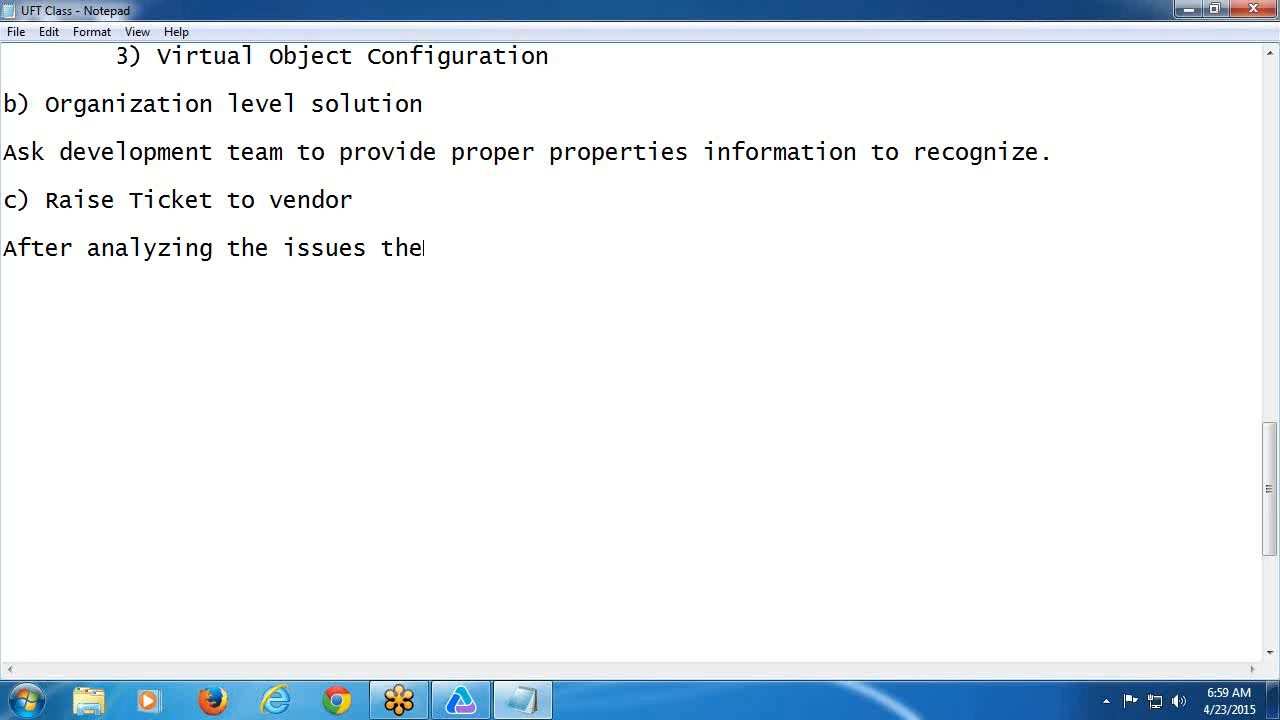 UFT Class - Notepad
File Edit Format View Help
3) Virtual Object Configuration
b) Organization level solution
Ask development team to provide proper properties information to recognize.
c) Raise Ticket to vendor
After analyzing the issues the
6:59 AM
4/23/2015